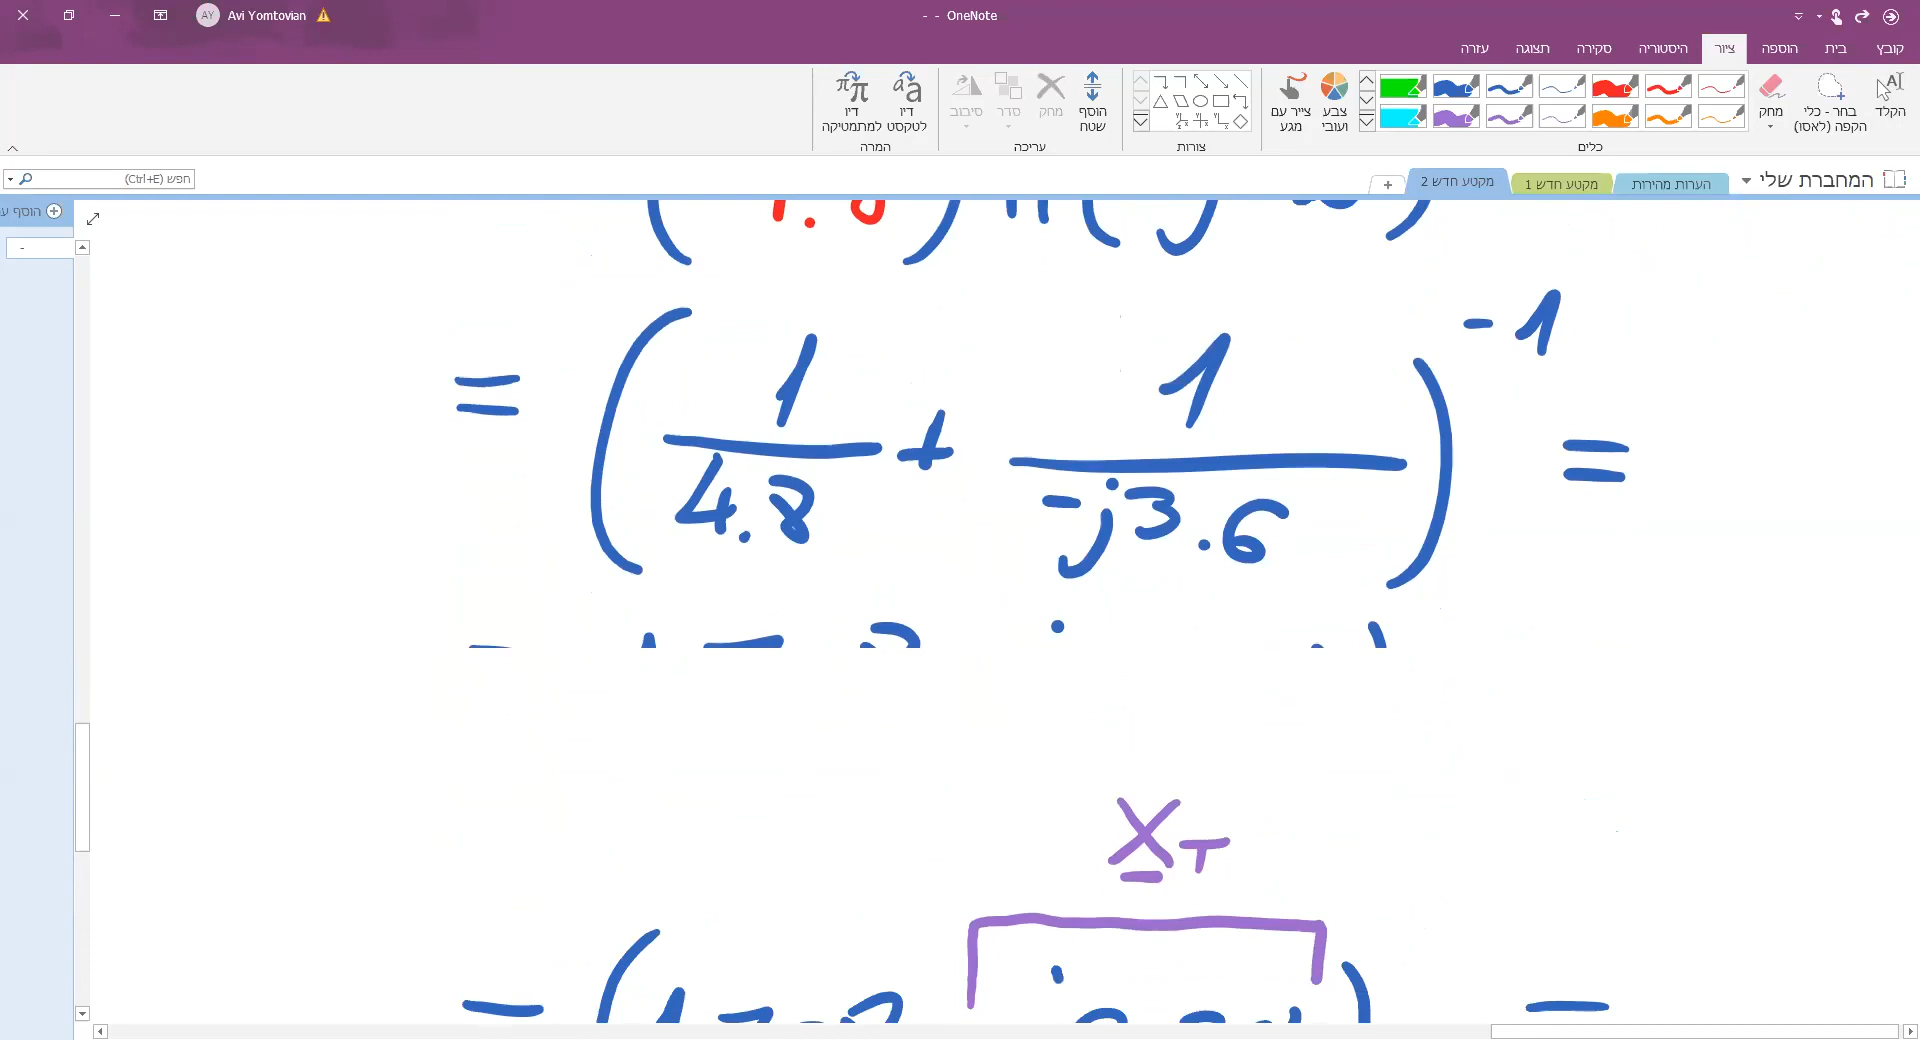 AY Avi Yomtovian
- - OneNote
קובץ בית הוספה ציור היסטוריה סקירה תצוגה עזרה
הקלד
בחר - כלי הקפה (לאסו)
מחק
כלים
צבע ועובי
צייר עם מגע
צורות
הוסף שטח
מחק
סדר
סיבוב
עריכה
דיו לטקסט
דיו למתמטיקה
המרה
המחברת שלי
הערות מהירות
מקטע חדש 1
מקטע חדש 2
+
חפש (Ctrl+E)
הוסף
-
= ( 1/4.8 + 1/-j3.6 )^-1 =
X_T